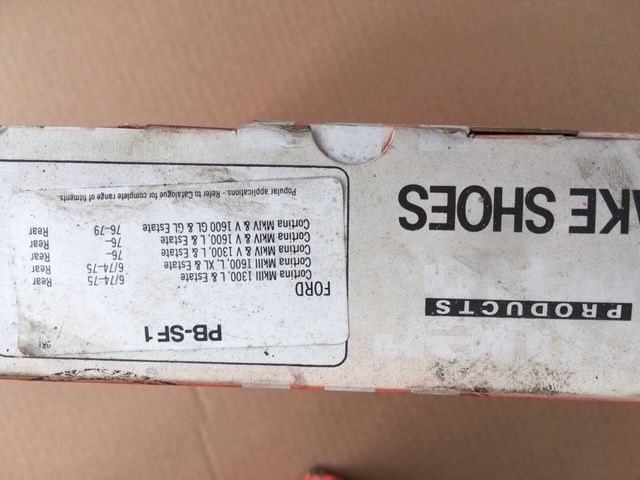 PB-SF1
FORD
Cortina MkIII 1300, L & Estate 6/74-75 Rear
Cortina MkIII 1600, L, XL & Estate 6/74-75 Rear
Cortina MkIV & V 1300, L & Estate 76- Rear
Cortina MkIV & V 1600, L & Estate 76- Rear
Cortina MkIV & V 1600 GL & GL Estate 76-79 Rear
Popular applications - Refer to Catalogue for complete range of fitments.
PRODUCTS
AKE SHOES